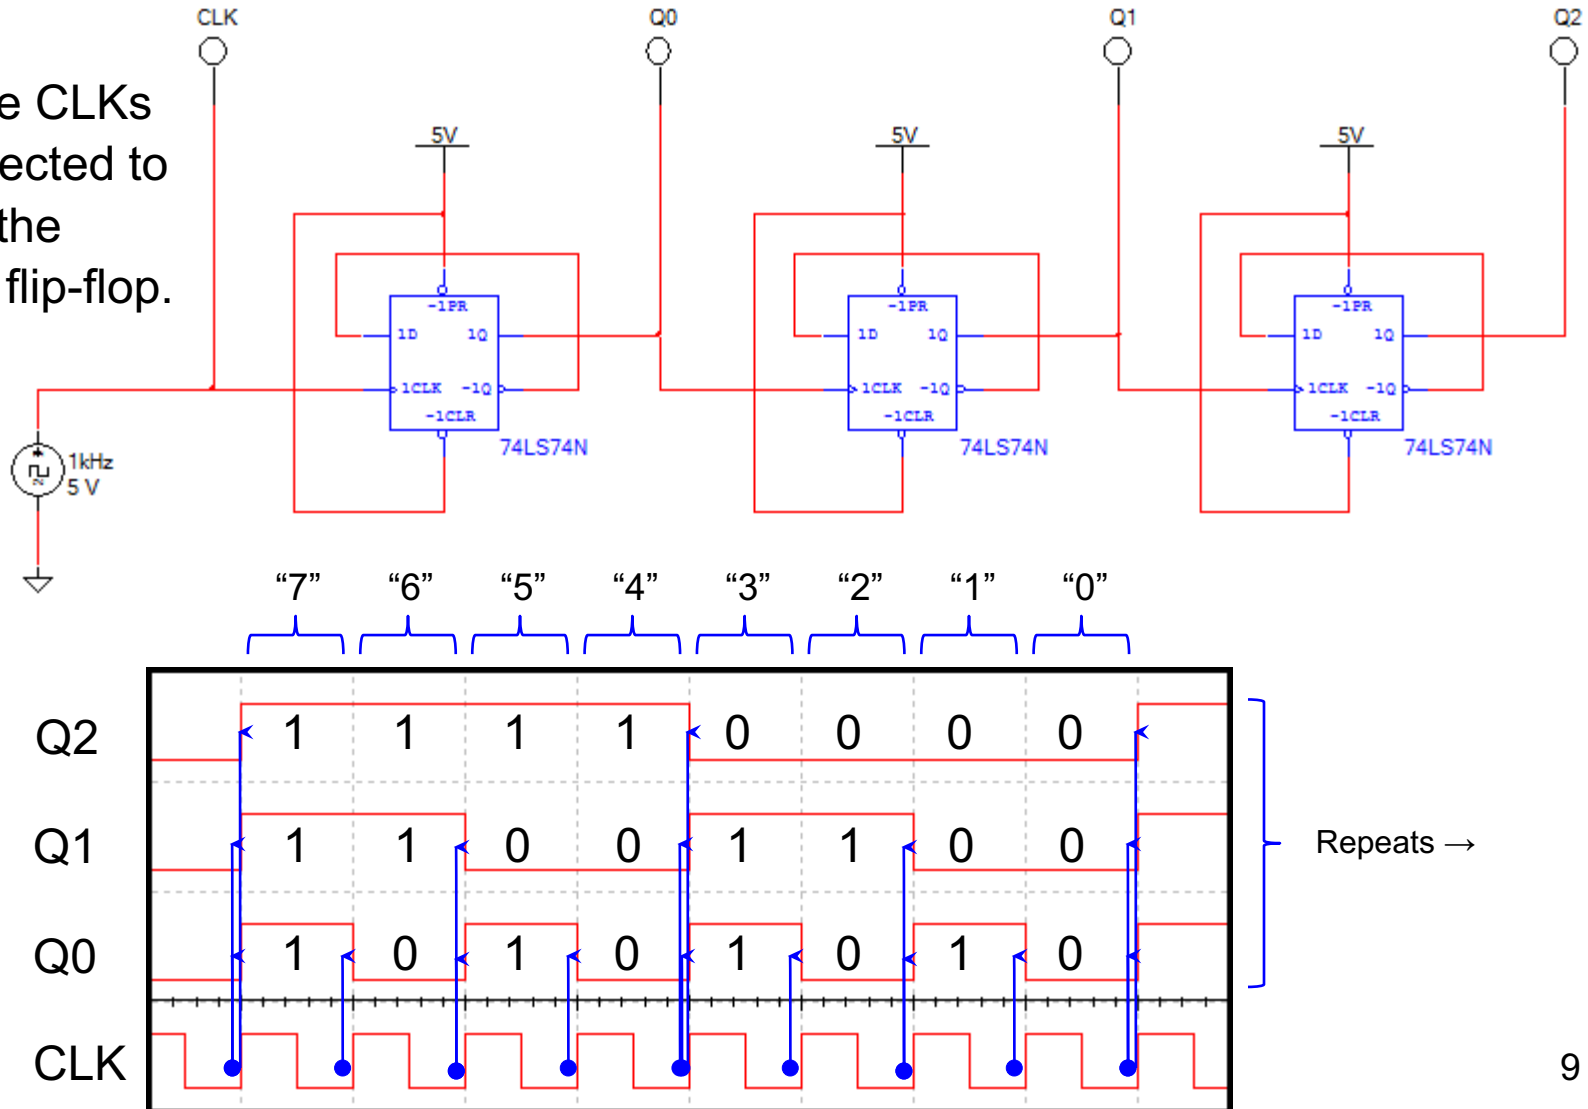 CLK Q0 Q1 Q2
e CLKs
ected to
the
flip-flop.
5V 5V 5V
-1PR -1PR -1PR
1D 1Q 1D 1Q 1D 1Q
1CLK -1Q 1CLK -1Q 1CLK -1Q
-1CLR -1CLR -1CLR
74LS74N 74LS74N 74LS74N
1kHz
5 V
“7” “6” “5” “4” “3” “2” “1” “0”
Q2 1 1 1 1 0 0 0 0
Q1 1 1 0 0 1 1 0 0
Repeats →
Q0 1 0 1 0 1 0 1 0
CLK
9